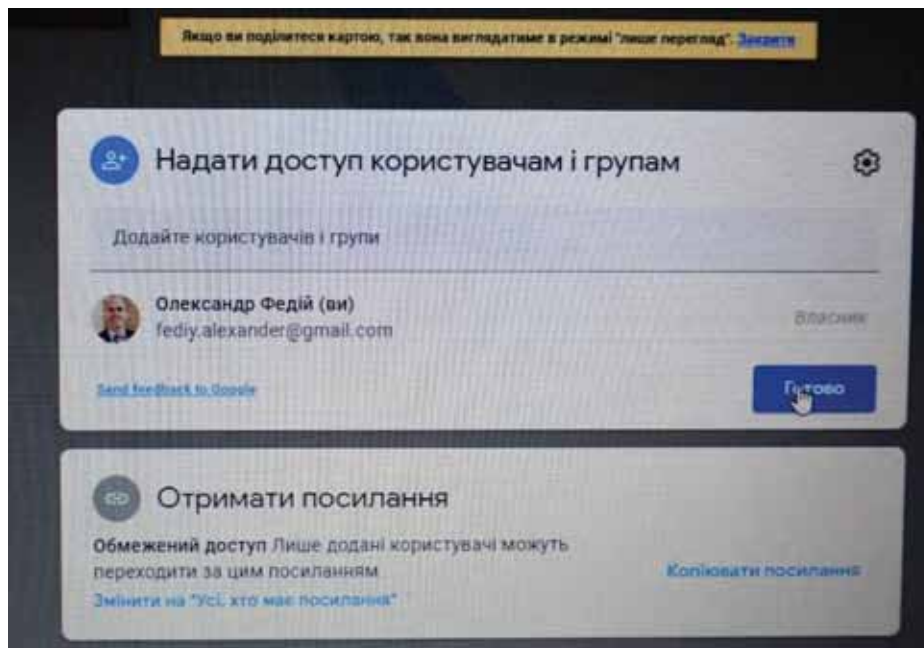 Якщо ви поділитеся картою, так вона виглядатиме в режимі "лише перегляд". Закрити
Надати доступ користувачам і групам
Додайте користувачів і групи
Олександр Федій (ви)
fediy.alexander@gmail.com
Власник
Send feedback to Google
Готово
Отримати посилання
Обмежений доступ Лише додані користувачі можуть
переходити за цим посиланням
Копіювати посилання
Змінити на "Усі, хто має посилання"